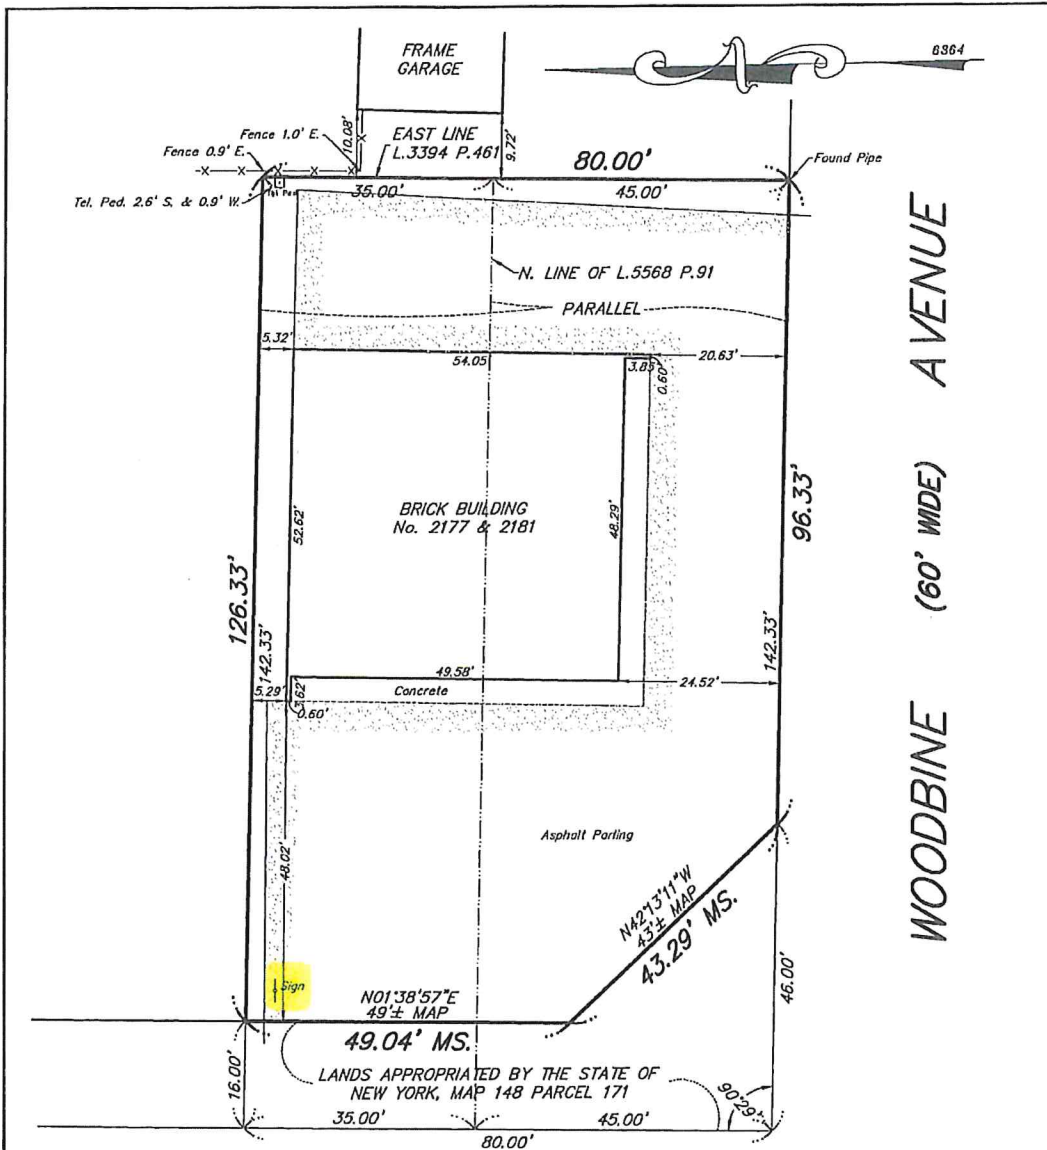 FRAME
GARAGE
N
6364
Fence 1.0' E.
10.08'
X
EAST LINE
L.3394 P.461
9.72'
80.00'
Fence 0.9' E.
X X X X X
Found Pipe
Tel. Ped.
35.00'
45.00'
Tel. Ped. 2.6' S. & 0.9' W.
N. LINE OF L.5568 P.91
PARALLEL
5.32'
54.05
3.85
0.60'
20.63'
BRICK BUILDING
No. 2177 & 2181
52.62'
48.29'
126.33'
142.33'
96.33'
142.33'
WOODBINE (60' WIDE) AVENUE
49.58'
24.52'
5.29'
3.62'
Concrete
0.60'
Asphalt Parking
48.02'
N42°13'11"W
43'± MAP
43.29' MS.
46.00'
Sign
N01°38'57"E
49'± MAP
49.04' MS.
16.00'
LANDS APPROPRIATED BY THE STATE OF
NEW YORK, MAP 148 PARCEL 171
90°29'
35.00'
45.00'
80.00'